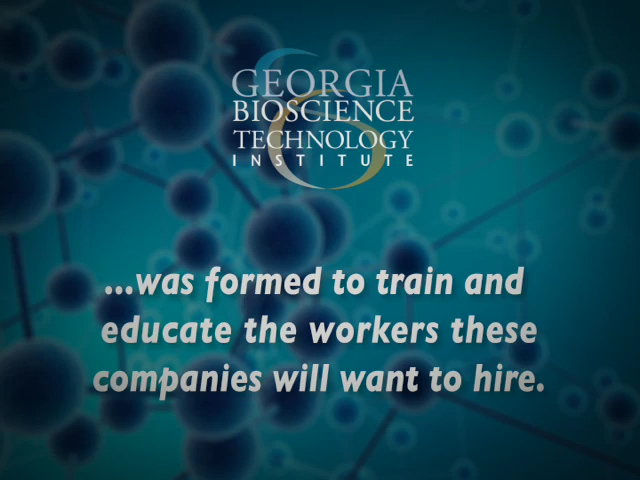 GEORGIA
BIOSCIENCE
TECHNOLOGY
INSTITUTE
...was formed to train and
educate the workers these
companies will want to hire.